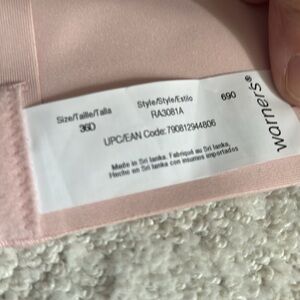 Size/Taille/Talla Style/Style/Estilo 690
36D RA3081A
UPC/EAN Code:790812944806
Made in Sri lanka. Fabriqué au Sri lanka.
Hecho en Sri lanka con insumos importados
warners®